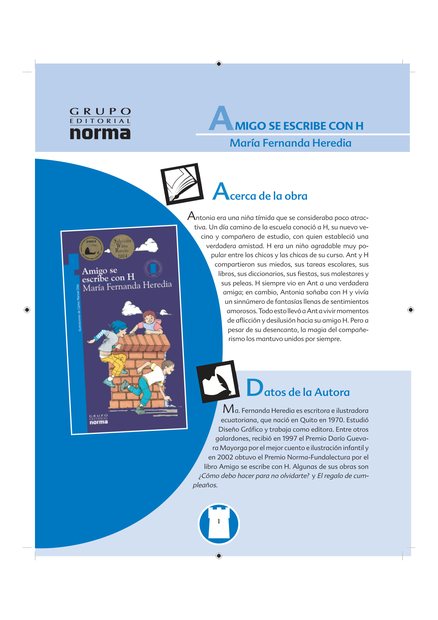 GRUPO
EDITORIAL
norma
AMIGO SE ESCRIBE CON H
María Fernanda Heredia
Acerca de la obra
Antonia era una niña tímida que se consideraba poco atrac-
tiva. Un día camino de la escuela conoció a H, su nuevo ve-
cino y compañero de estudio, con quien estableció una
verdadera amistad. H era un niño agradable muy po-
pular entre los chicos y las chicas de su curso. Ant y H
compartieron sus miedos, sus tareas escolares, sus
libros, sus diccionarios, sus fiestas, sus malestares y
sus peleas. H siempre vio en Ant a una verdadera
amiga; en cambio, Antonia soñaba con H y vivía
un sinnúmero de fantasías llenas de sentimientos
amorosos. Todo esto llevó a Ant a vivir momentos
de aflicción y desilusión hacia su amigo H. Pero a
pesar de su desencanto, la magia del compañe-
rismo los mantuvo unidos por siempre.
Amigo se
escribe con H
María Fernanda Heredia
GRUPO
EDITORIAL
norma
Datos de la Autora
Ma. Fernanda Heredia es escritora e ilustradora
ecuatoriana, que nació en Quito en 1970. Estudió
Diseño Gráfico y trabaja como editora. Entre otros
galardones, recibió en 1997 el Premio Darío Gueva-
ra Mayorga por el mejor cuento e ilustración infantil y
en 2002 obtuvo el Premio Norma-Fundalectura por el
libro Amigo se escribe con H. Algunas de sus obras son
¿Cómo debo hacer para no olvidarte? y El regalo de cum-
pleaños.
1